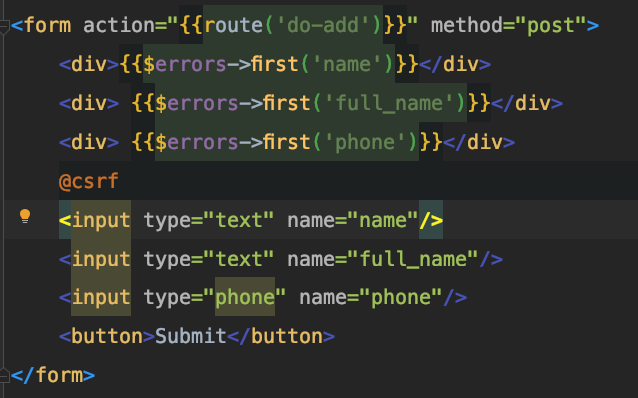 <form action="{{route('do-add')}}" method="post">
<div>{{$errors->first('name')}}</div>
<div> {{$errors->first('full_name')}}</div>
<div> {{$errors->first('phone')}}</div>
@csrf
<input type="text" name="name"/>
<input type="text" name="full_name"/>
<input type="phone" name="phone"/>
<button>Submit</button>
</form>